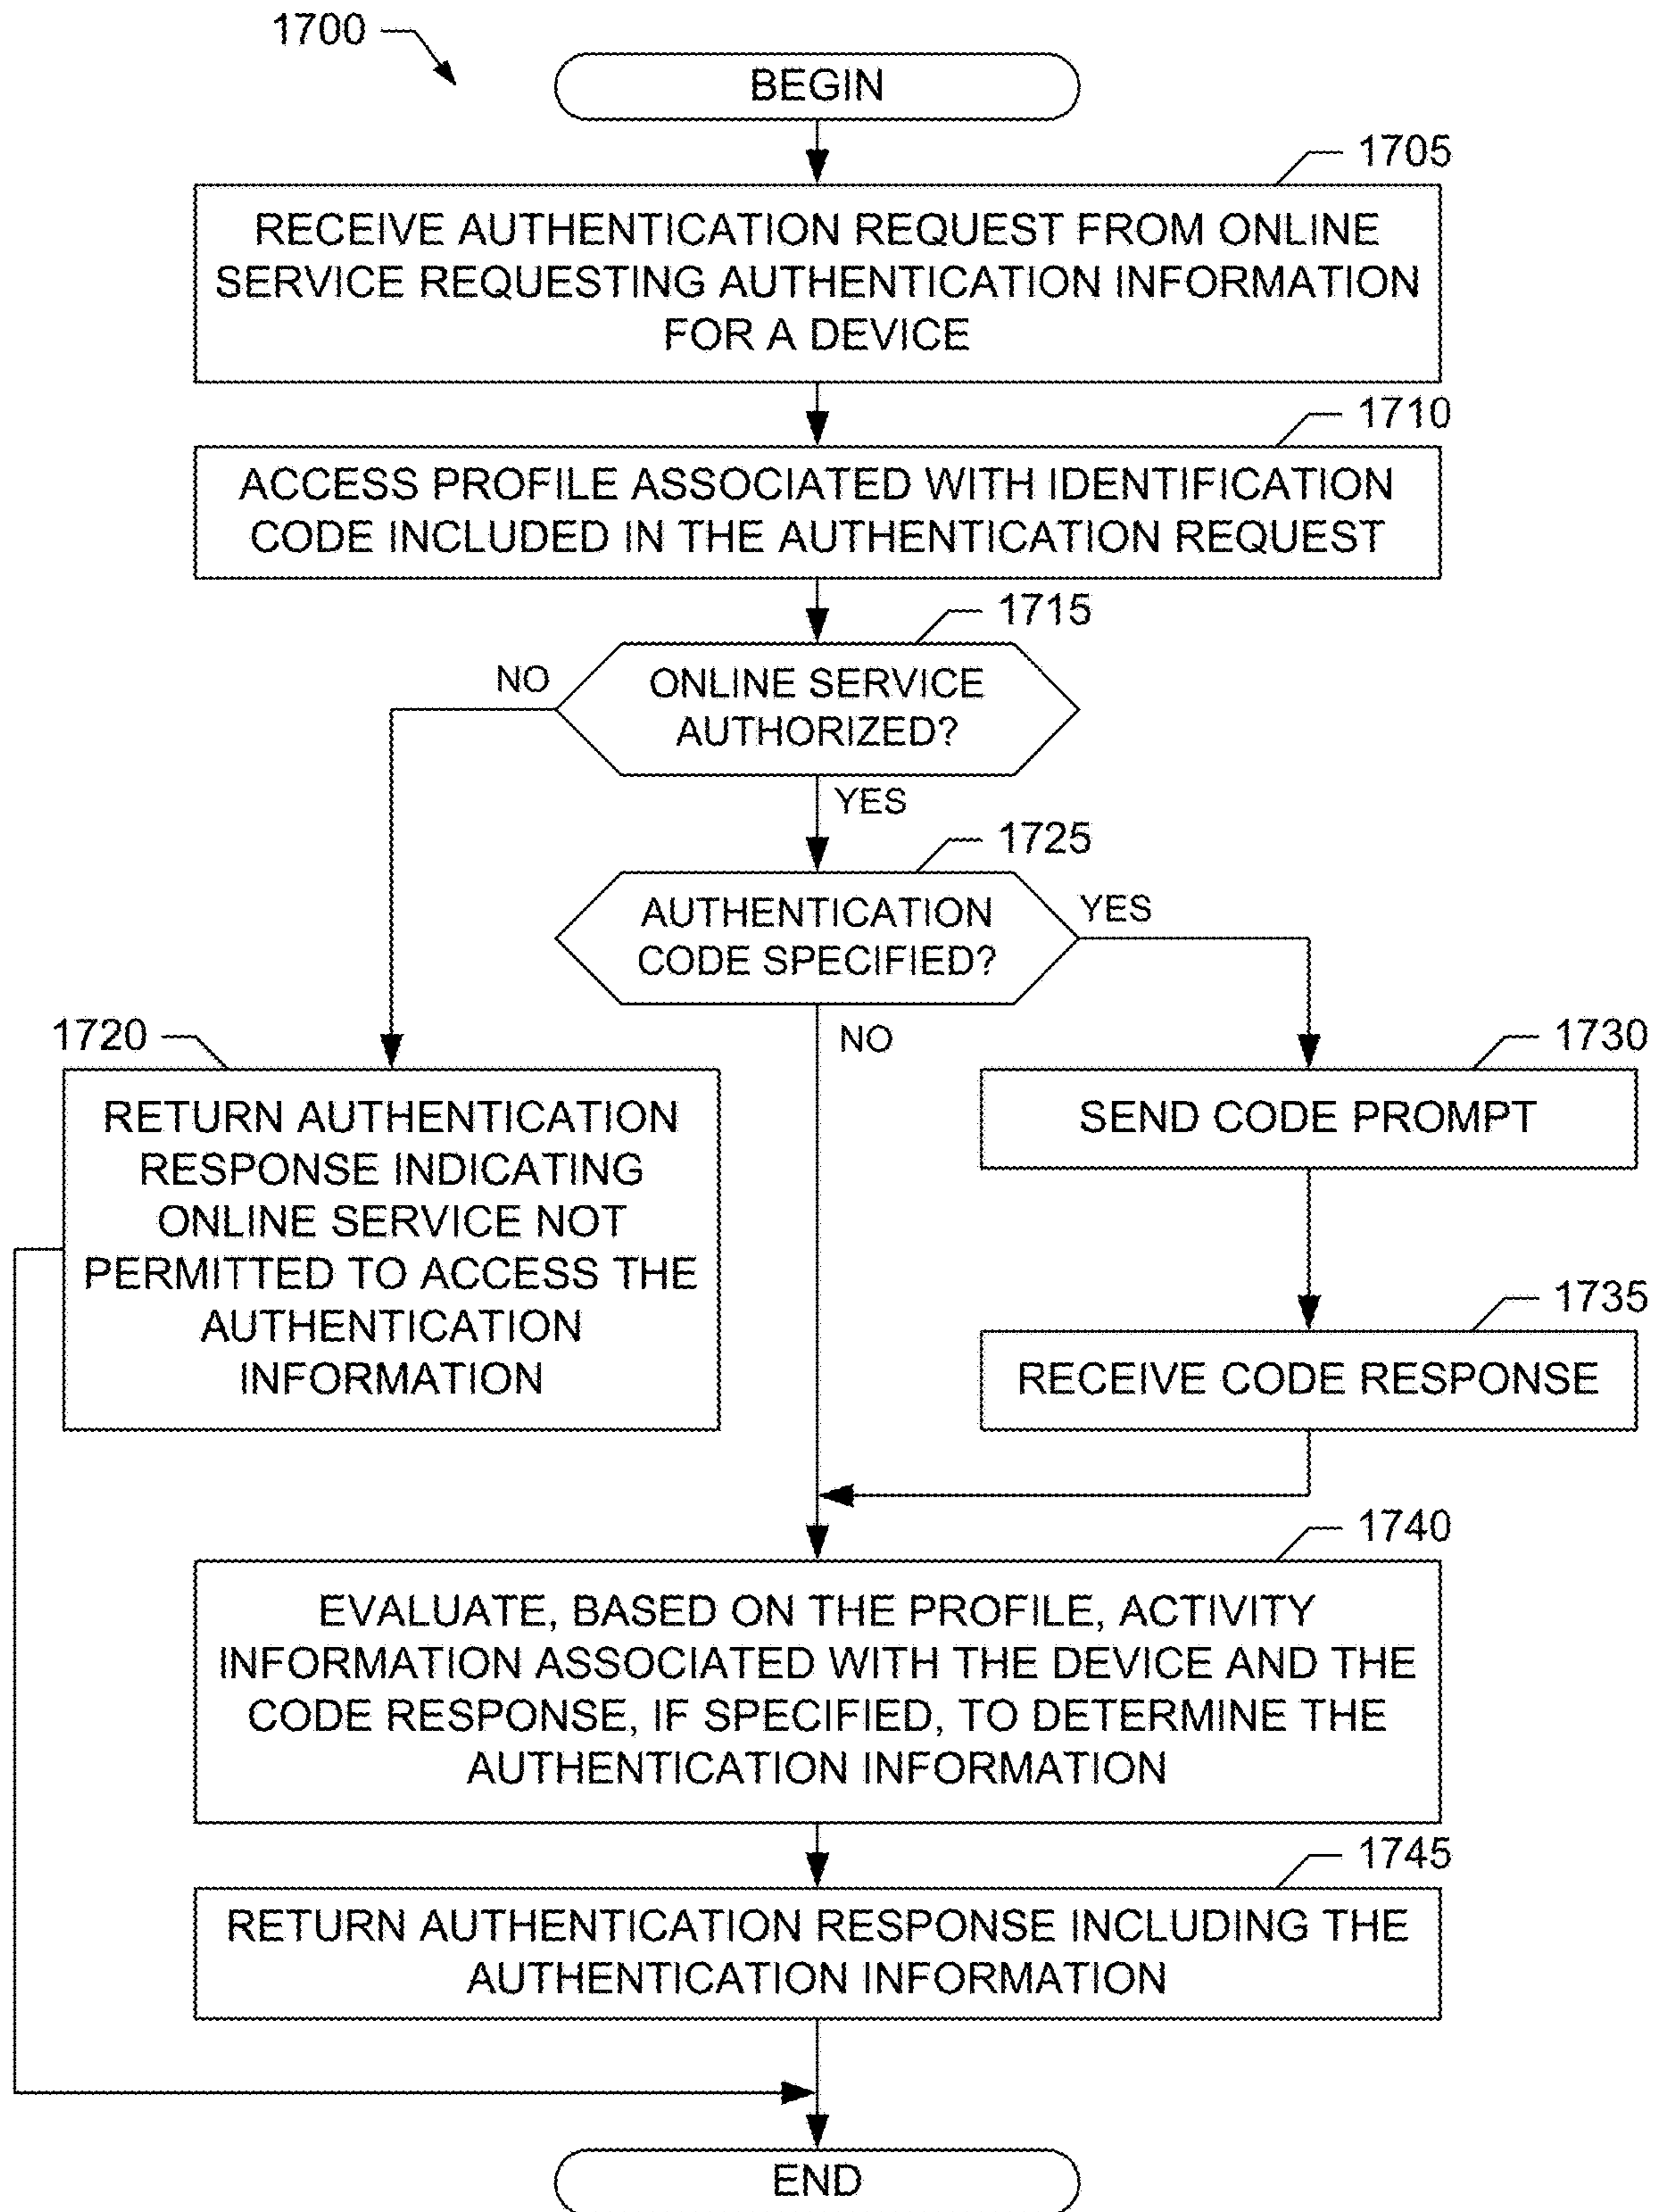 1700
BEGIN
1705
RECEIVE AUTHENTICATION REQUEST FROM ONLINE
SERVICE REQUESTING AUTHENTICATION INFORMATION
FOR A DEVICE
1710
ACCESS PROFILE ASSOCIATED WITH IDENTIFICATION
CODE INCLUDED IN THE AUTHENTICATION REQUEST
1715
NO
ONLINE SERVICE
AUTHORIZED?
YES
1725
AUTHENTICATION
CODE SPECIFIED?
YES
NO
1720
RETURN AUTHENTICATION
RESPONSE INDICATING
ONLINE SERVICE NOT
PERMITTED TO ACCESS THE
AUTHENTICATION
INFORMATION
1730
SEND CODE PROMPT
1735
RECEIVE CODE RESPONSE
1740
EVALUATE, BASED ON THE PROFILE, ACTIVITY
INFORMATION ASSOCIATED WITH THE DEVICE AND THE
CODE RESPONSE, IF SPECIFIED, TO DETERMINE THE
AUTHENTICATION INFORMATION
1745
RETURN AUTHENTICATION RESPONSE INCLUDING THE
AUTHENTICATION INFORMATION
END